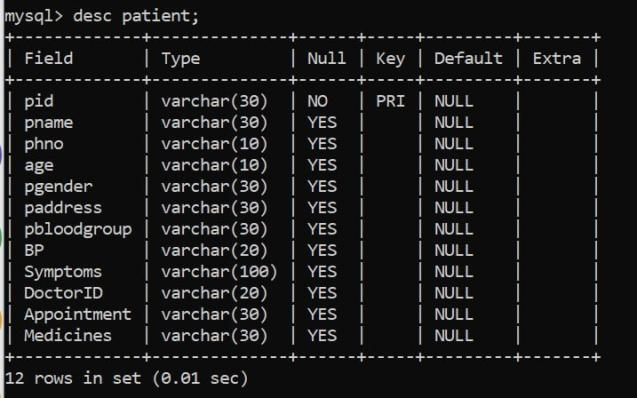 mysql> desc patient;
+-------------+--------------+------+-----+---------+-------+
| Field       | Type         | Null | Key | Default | Extra |
+-------------+--------------+------+-----+---------+-------+
| pid         | varchar(30)  | NO   | PRI | NULL    |       |
| pname       | varchar(30)  | YES  |     | NULL    |       |
| phno        | varchar(10)  | YES  |     | NULL    |       |
| age         | varchar(10)  | YES  |     | NULL    |       |
| pgender     | varchar(30)  | YES  |     | NULL    |       |
| paddress    | varchar(30)  | YES  |     | NULL    |       |
| pbloodgroup | varchar(30)  | YES  |     | NULL    |       |
| BP          | varchar(20)  | YES  |     | NULL    |       |
| Symptoms    | varchar(100) | YES  |     | NULL    |       |
| DoctorID    | varchar(20)  | YES  |     | NULL    |       |
| Appointment | varchar(30)  | YES  |     | NULL    |       |
| Medicines   | varchar(30)  | YES  |     | NULL    |       |
+-------------+--------------+------+-----+---------+-------+
12 rows in set (0.01 sec)